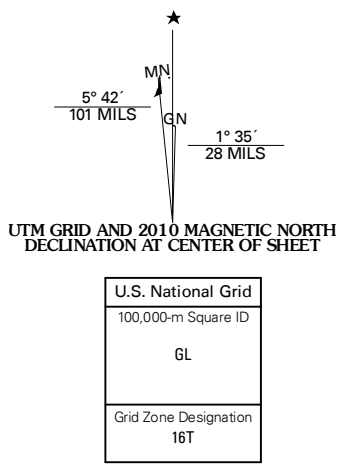 ★
MN
5° 42´
101 MILS
GN
1° 35´
28 MILS
UTM GRID AND 2010 MAGNETIC NORTH
DECLINATION AT CENTER OF SHEET
U.S. National Grid
100,000-m Square ID
GL
Grid Zone Designation
16T